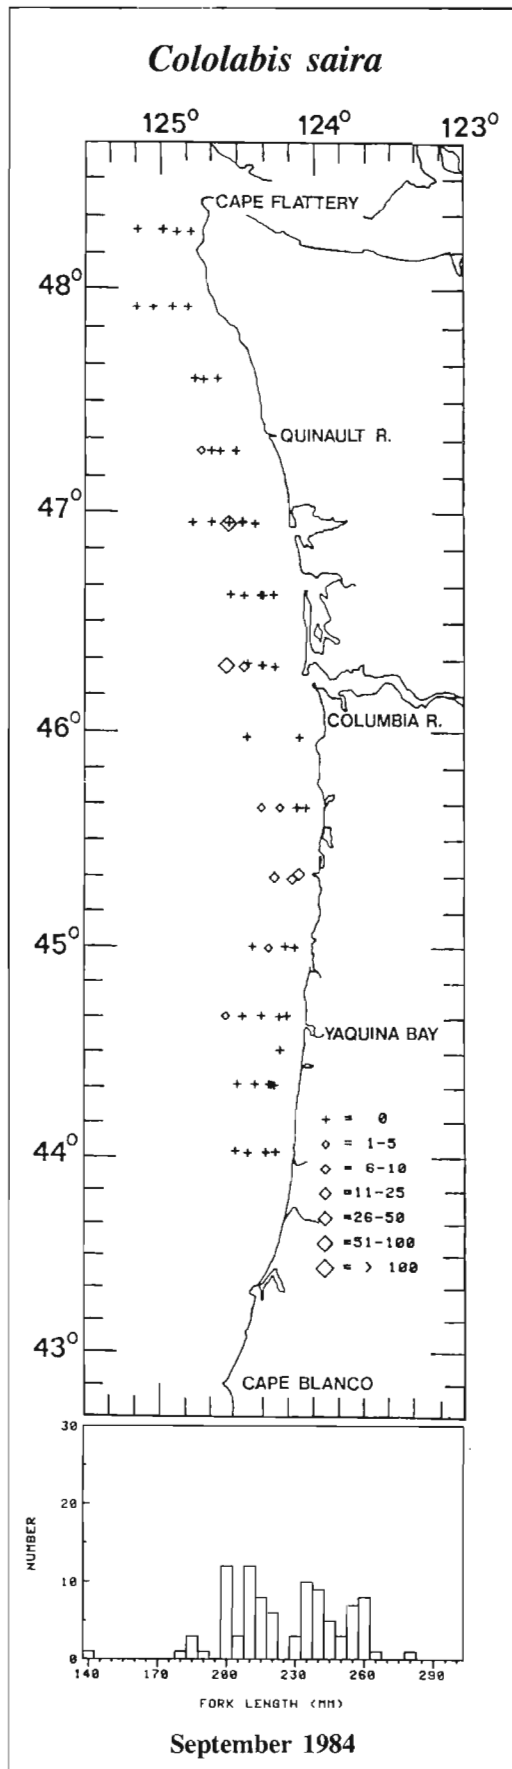 Cololabis saira
125° 124° 123°
CAPE FLATTERY
48°
QUINAULT R.
47°
46°
COLUMBIA R.
45°
YAQUINA BAY
+ = 0
◇ = 1-5
44°
◇ = 6-10
◇ =11-25
◇ =26-50
◇ =51-100
◇ = > 100
43°
CAPE BLANCO
30
20
NUMBER
10
0
140 170 200 230 260 290
FORK LENGTH (MM)
September 1984